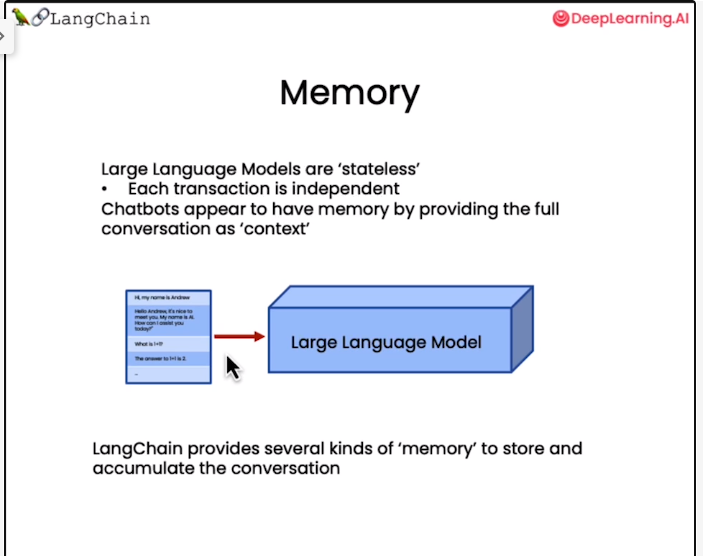 LangChain
DeepLearning.AI
Memory
Large Language Models are ‘stateless’
• Each transaction is independent
Chatbots appear to have memory by providing the full
conversation as ‘context’
Hi, my name is Andrew
Hello Andrew, it's nice to
meet you. My name is AI.
How can I assist you
today?"
What is 1+1?
The answer to 1+1 is 2.
Large Language Model
LangChain provides several kinds of ‘memory’ to store and
accumulate the conversation